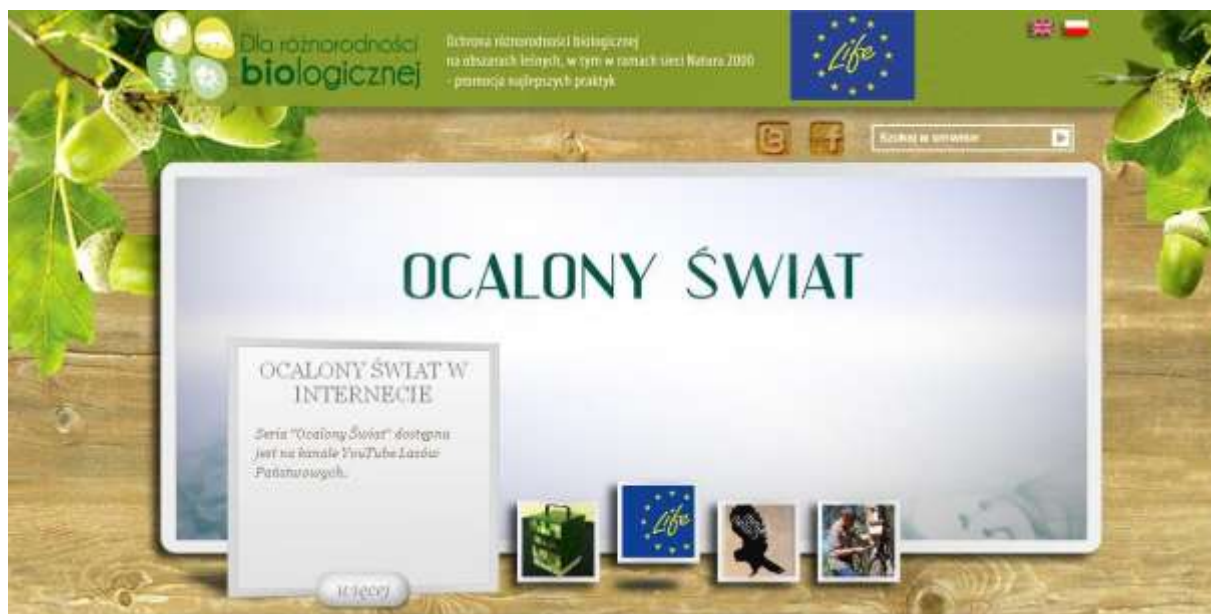 Dla różnorodności
biologicznej
Ochrona różnorodności biologicznej
na obszarach leśnych, w tym w ramach sieci Natura 2000
- promocja najlepszych praktyk
Life
Szukaj w serwisie
OCALONY ŚWIAT
OCALONY ŚWIAT W
INTERNECIE
Seria "Ocalony Świat" dostępna
jest na kanale YouTube Lasów
Państwowych.
Life
więcej